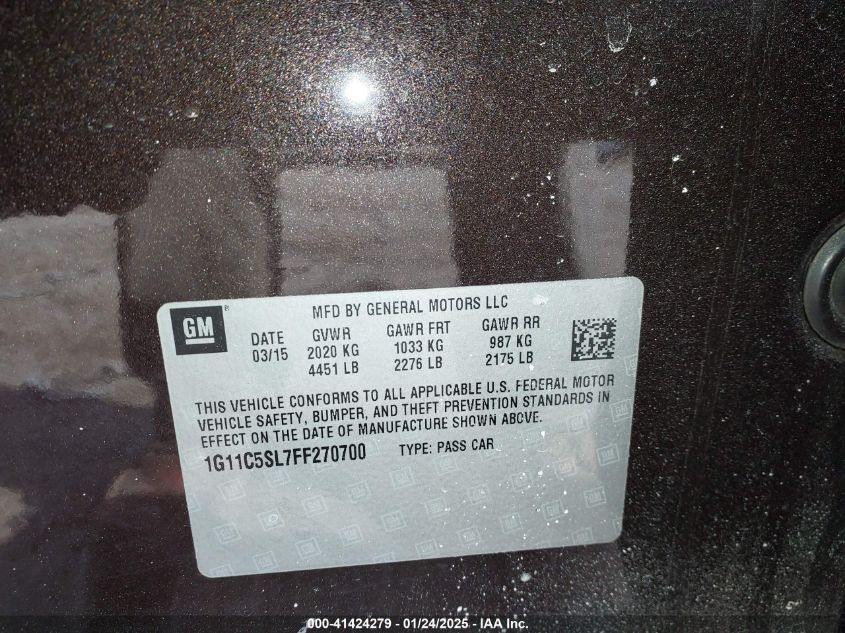 GM®
MFD BY GENERAL MOTORS LLC
DATE GVWR GAWR FRT GAWR RR
03/15 2020 KG 1033 KG 987 KG
4451 LB 2276 LB 2175 LB
THIS VEHICLE CONFORMS TO ALL APPLICABLE U.S. FEDERAL MOTOR
VEHICLE SAFETY, BUMPER, AND THEFT PREVENTION STANDARDS IN
EFFECT ON THE DATE OF MANUFACTURE SHOWN ABOVE.
1G11C5SL7FF270700 TYPE: PASS CAR
000-41424279 - 01/24/2025 - IAA Inc.